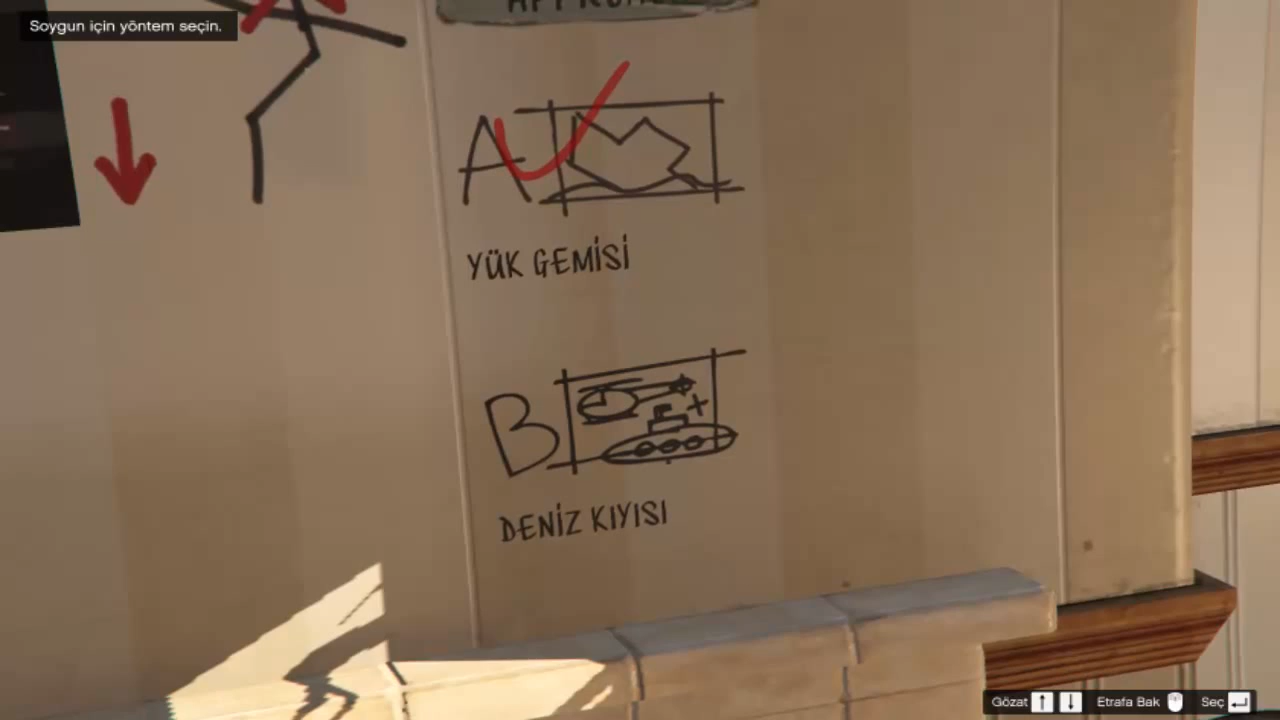 Soygun için yöntem seçin.
A
YÜK GEMİSİ
B
DENİZ KIYISI
Gözat Etrafa Bak Seç